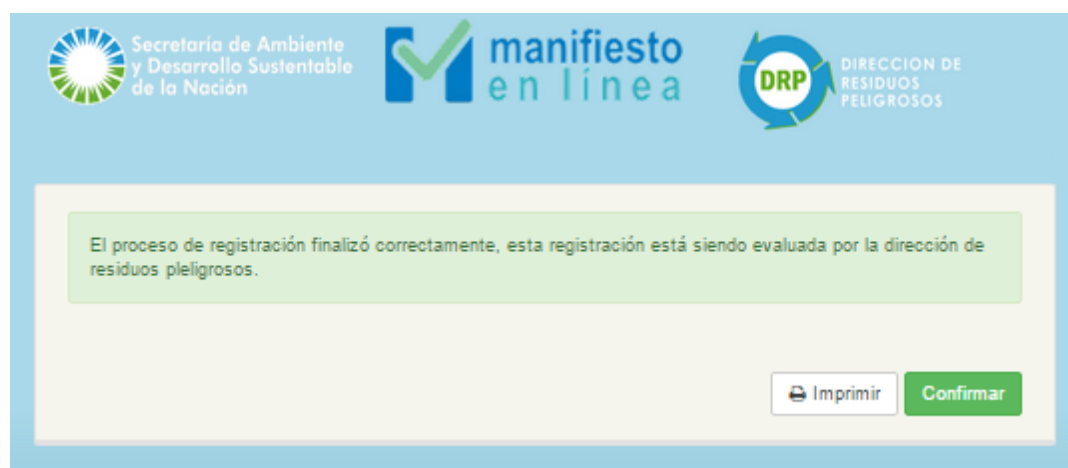 Secretaría de Ambiente
y Desarrollo Sustentable
de la Nación
manifiesto
en línea
DRP
DIRECCION DE
RESIDUOS
PELIGROSOS
El proceso de registración finalizó correctamente, esta registración está siendo evaluada por la dirección de
residuos pleligrosos.
Imprimir
Confirmar